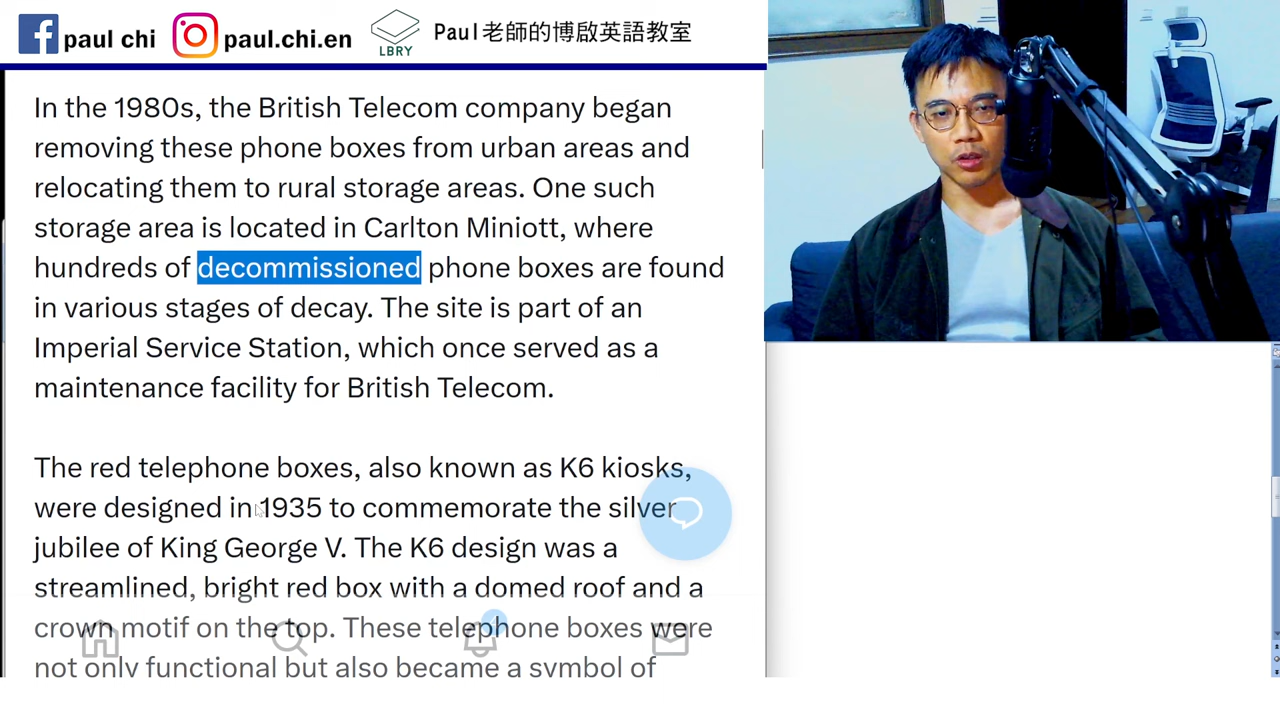 paul chi
paul.chi.en
LBRY
Paul老師的博啟英語教室
In the 1980s, the British Telecom company began
removing these phone boxes from urban areas and
relocating them to rural storage areas. One such
storage area is located in Carlton Miniott, where
hundreds of decommissioned phone boxes are found
in various stages of decay. The site is part of an
Imperial Service Station, which once served as a
maintenance facility for British Telecom.
The red telephone boxes, also known as K6 kiosks,
were designed in 1935 to commemorate the silver
jubilee of King George V. The K6 design was a
streamlined, bright red box with a domed roof and a
crown motif on the top. These telephone boxes were
not only functional but also became a symbol of